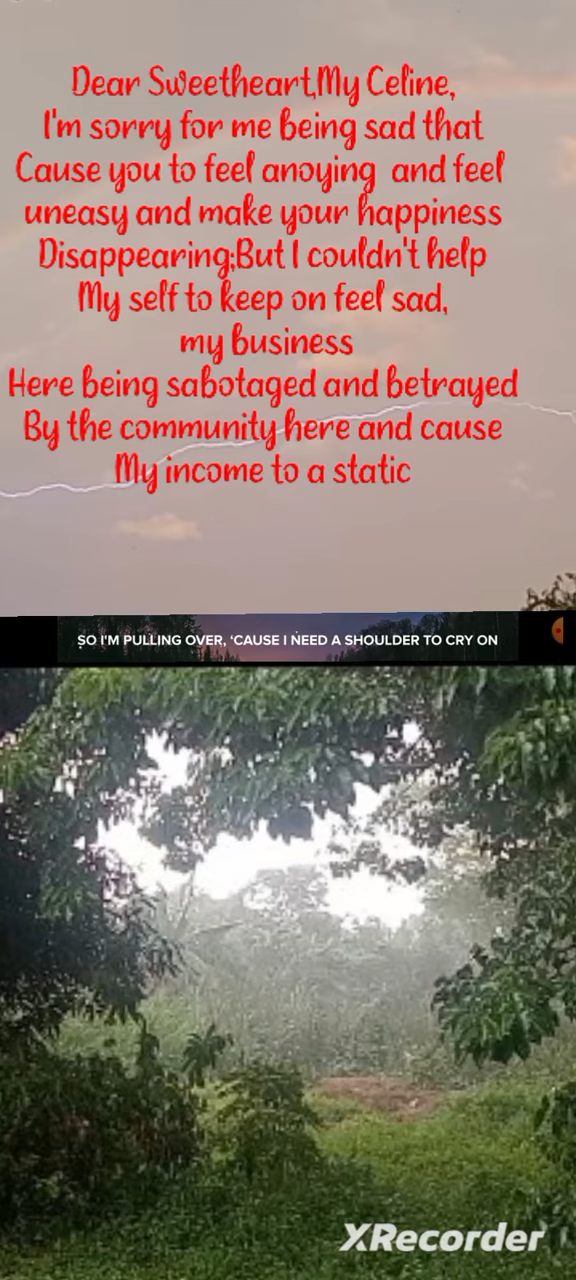 Dear Sweetheart,My Celine,
I'm sorry for me being sad that
Cause you to feel anoying and feel
uneasy and make your happiness
Disappearing;But I couldn't help
My self to keep on feel sad,
my business
Here being sabotaged and betrayed
By the community here and cause
My income to a static
SO I'M PULLING OVER, ‘CAUSE I NEED A SHOULDER TO CRY ON
XRecorder